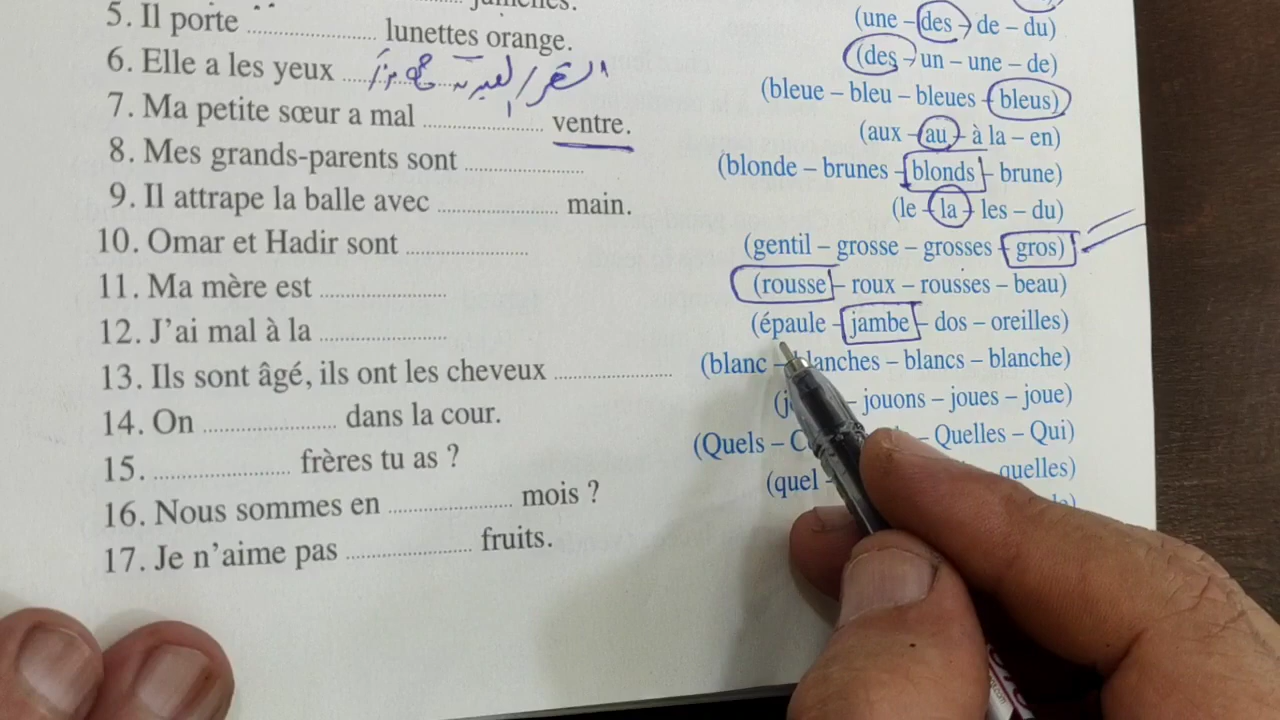 5. Il porte .................... lunettes orange. (une – des – de – du)
6. Elle a les yeux .................... (des – un – une – de)
(bleue – bleu – bleues – bleus)
7. Ma petite sœur a mal .................... ventre. (aux – au – à la – en)
8. Mes grands-parents sont .................... (blonde – brunes – blonds – brune)
9. Il attrape la balle avec .................... main. (le – la – les – du)
10. Omar et Hadir sont .................... (gentil – grosse – grosses – gros)
11. Ma mère est .................... (rousse – roux – rousses – beau)
12. J'ai mal à la .................... (épaule – jambe – dos – oreilles)
13. Ils sont âgé, ils ont les cheveux .................... (blanc – blanches – blancs – blanche)
14. On .................... dans la cour. jouons – joues – joue)
15. .................... frères tu as ? (Quels – – Quelles – Qui)
16. Nous sommes en .................... mois ? (quel quelles)
17. Je n'aime pas .................... fruits.